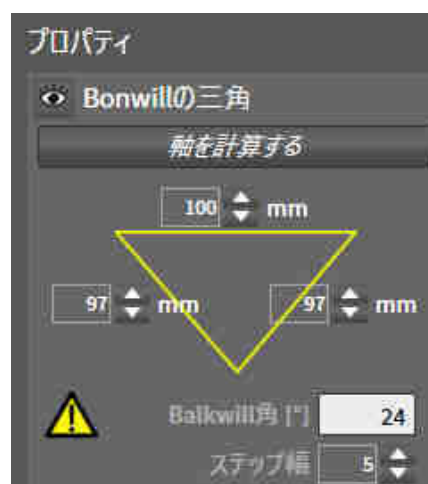 プロパティ
Bonwillの三角
軸を計算する
100 mm
97 mm 97 mm
Balkwill角 [°] 24
ステップ幅 5